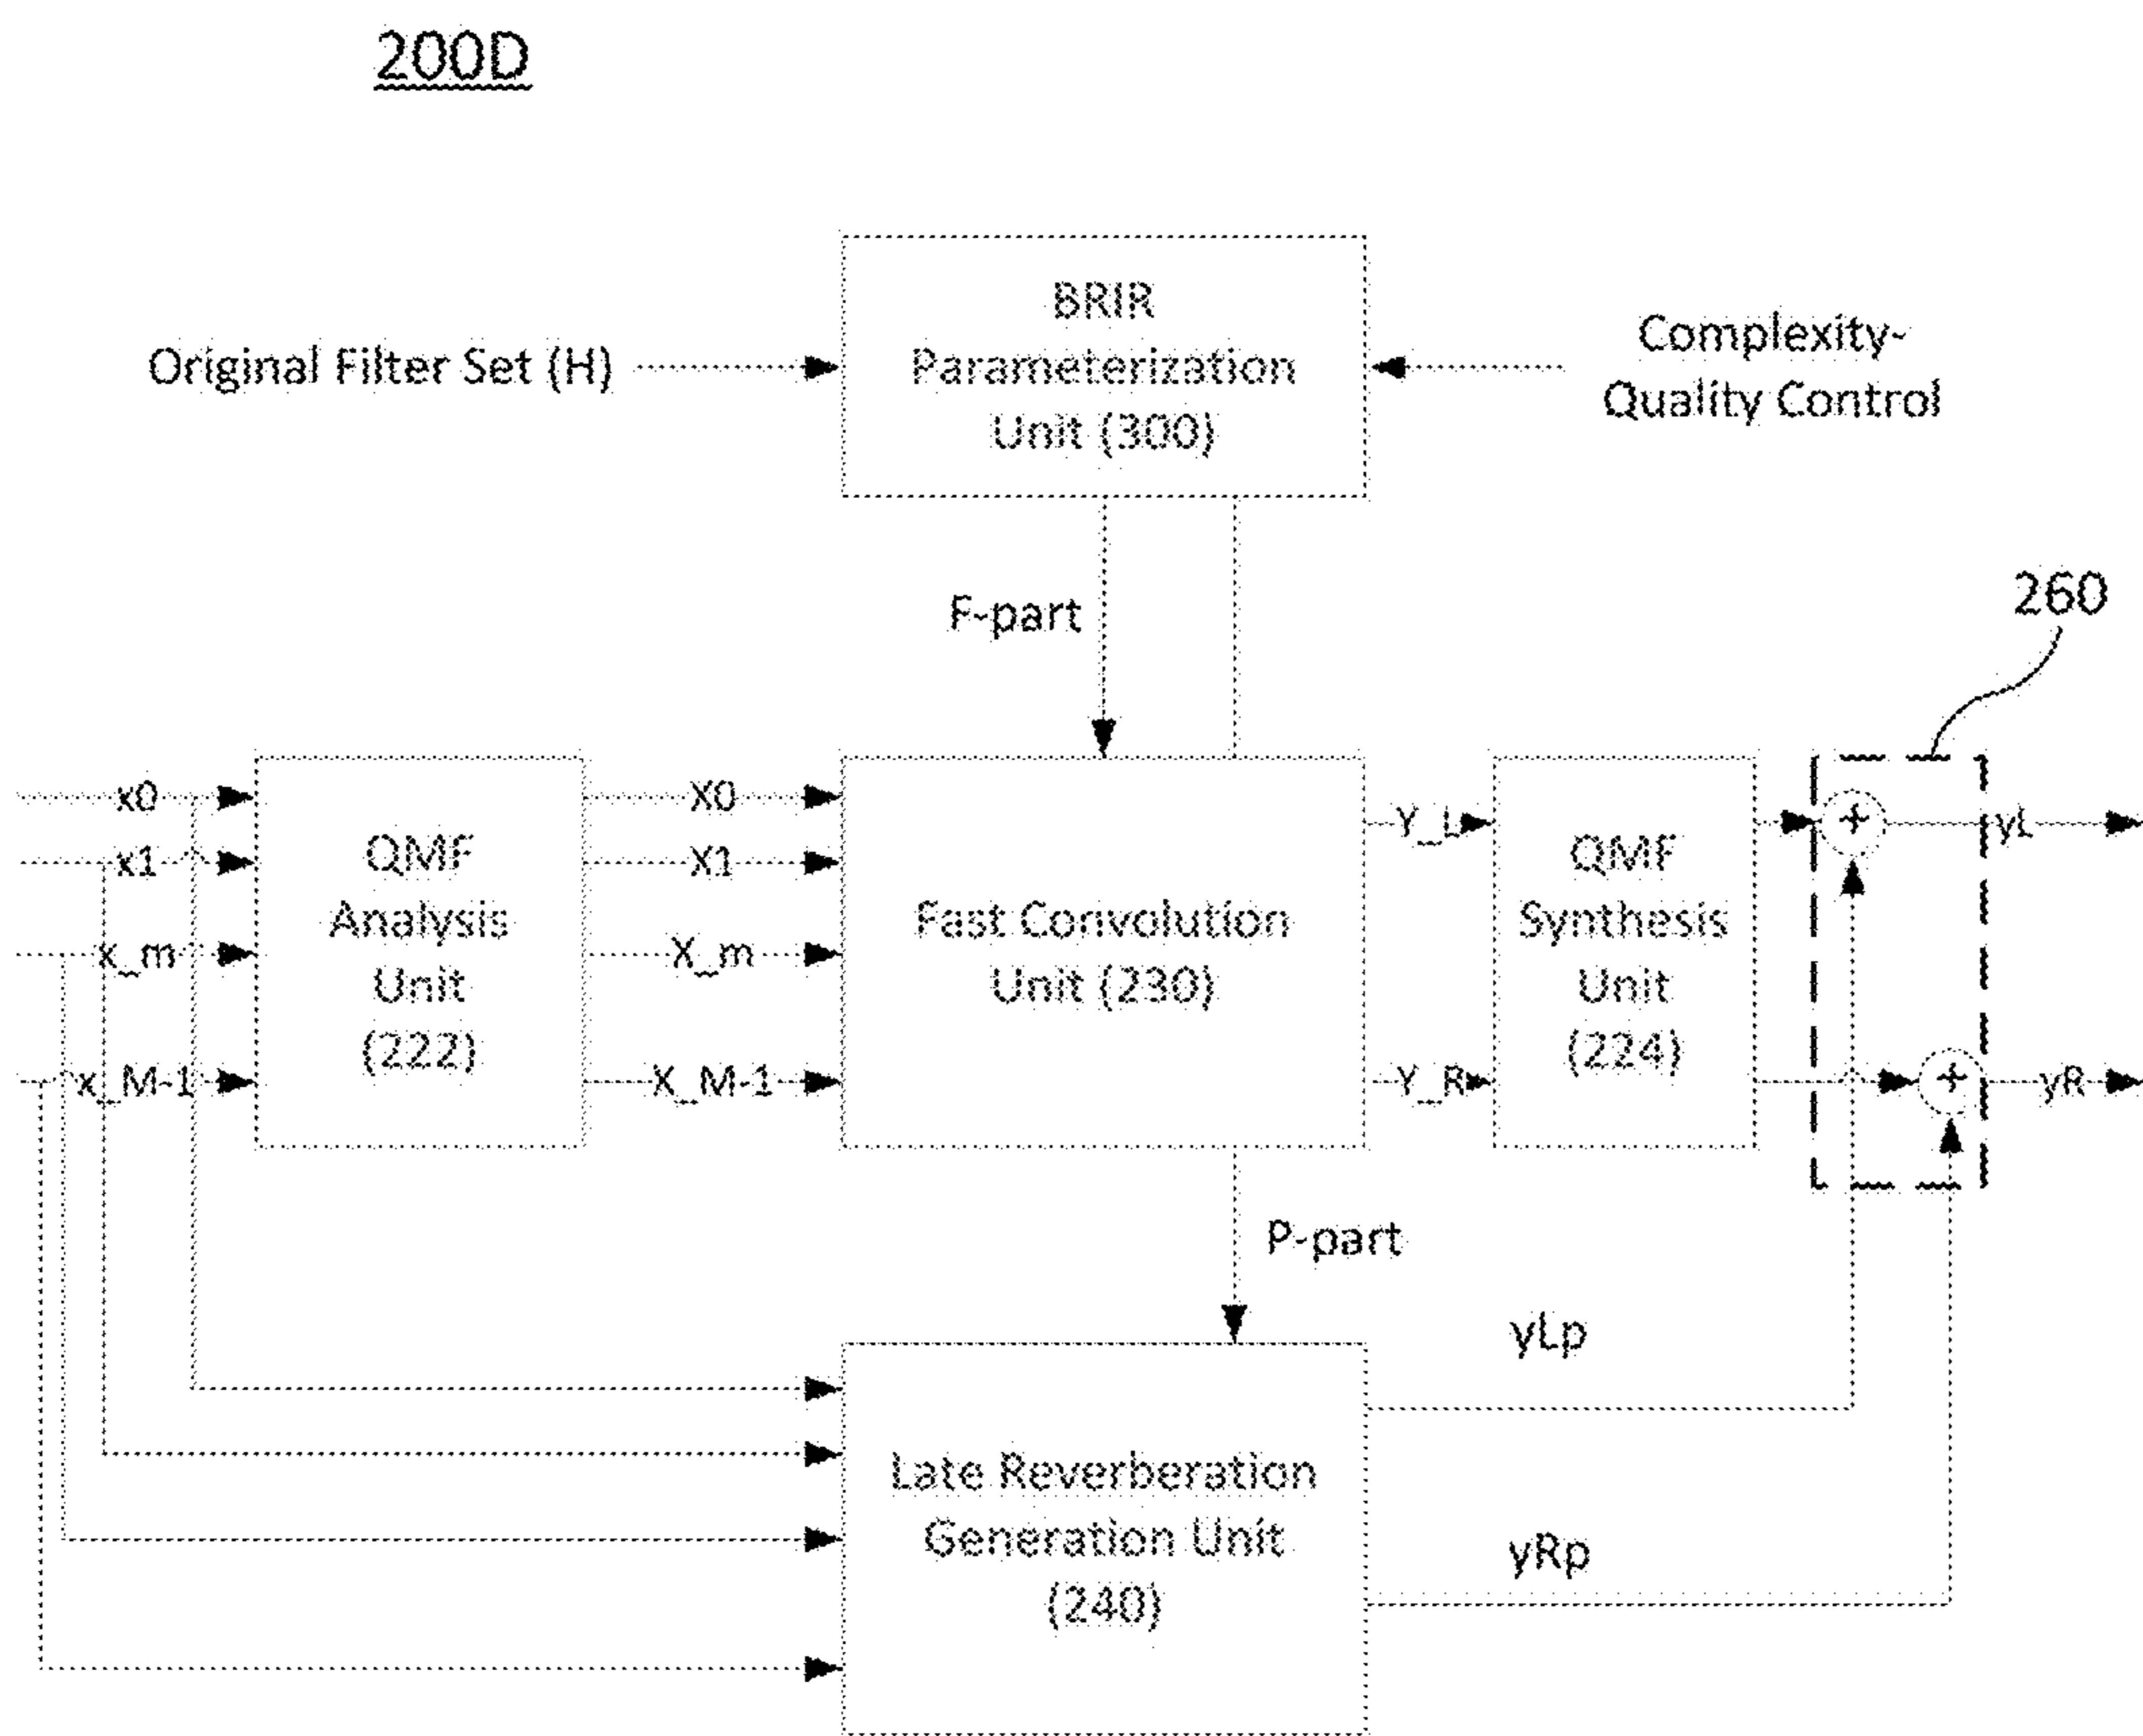 200D
BRIR
Parameterization
Unit (300)
Original Filter Set (H)
Complexity-
Quality Control
F-part
260
x0
x1
x_m
x_M-1
QMF
Analysis
Unit
(222)
X0
X1
X_m
X_M-1
Fast Convolution
Unit (230)
Y_L
Y_R
QMF
Synthesis
Unit
(224)
+
yL
+
yR
P-part
yLp
Late Reverberation
Generation Unit
(240)
yRp